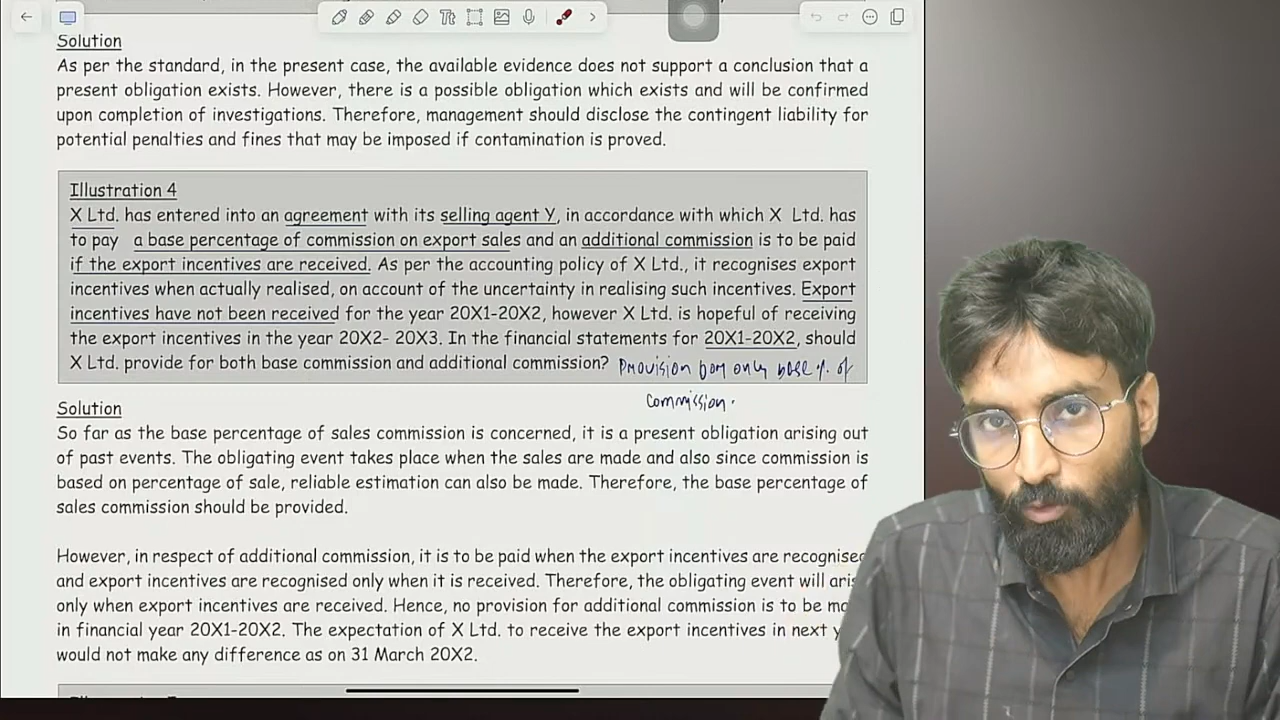 Solution
As per the standard, in the present case, the available evidence does not support a conclusion that a
present obligation exists. However, there is a possible obligation which exists and will be confirmed
upon completion of investigations. Therefore, management should disclose the contingent liability for
potential penalties and fines that may be imposed if contamination is proved.
Illustration 4
X Ltd. has entered into an agreement with its selling agent Y, in accordance with which X Ltd. has
to pay a base percentage of commission on export sales and an additional commission is to be paid
if the export incentives are received. As per the accounting policy of X Ltd., it recognises export
incentives when actually realised, on account of the uncertainty in realising such incentives. Export
incentives have not been received for the year 20X1-20X2, however X Ltd. is hopeful of receiving
the export incentives in the year 20X2- 20X3. In the financial statements for 20X1-20X2, should
X Ltd. provide for both base commission and additional commission? Provision for only base % of
commission.
Solution
So far as the base percentage of sales commission is concerned, it is a present obligation arising out
of past events. The obligating event takes place when the sales are made and also since commission is
based on percentage of sale, reliable estimation can also be made. Therefore, the base percentage of
sales commission should be provided.
However, in respect of additional commission, it is to be paid when the export incentives are recognised
and export incentives are recognised only when it is received. Therefore, the obligating event will aris
only when export incentives are received. Hence, no provision for additional commission is to be ma
in financial year 20X1-20X2. The expectation of X Ltd. to receive the export incentives in next y
would not make any difference as on 31 March 20X2.